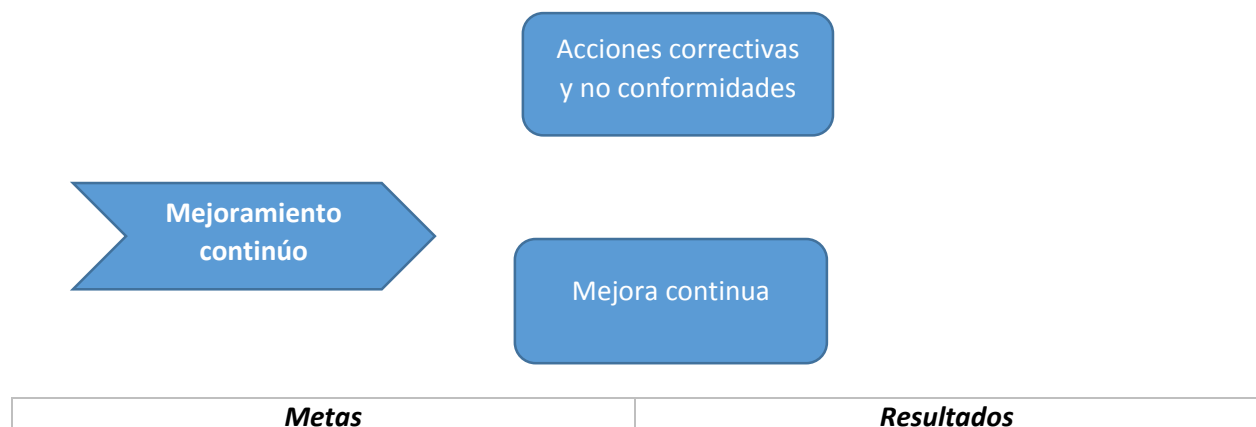 Acciones correctivas
y no conformidades
Mejoramiento
continúo
Mejora continua
Metas
Resultados